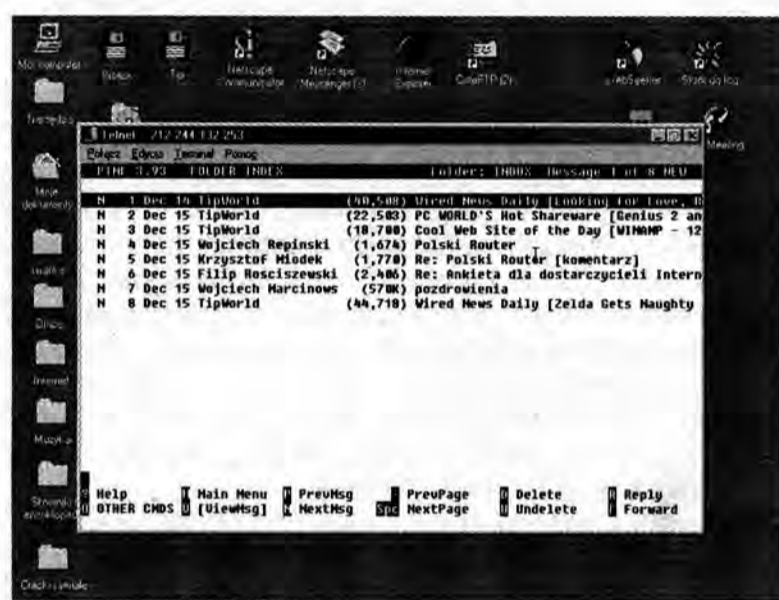 Mój komputer
Netscape
Communicator
Netscape
Messenger (2)
Internet
Explorer
CuteFTP (2)
Meeting
Telnet - 212.244.132.253
Połącz Edycja Terminal Pomoc
PINE 3.93 FOLDER INDEX Folder: INBOX Message 1 of 8 NEW
N 1 Dec 14 TipWorld (40,508) Wired News Daily [Looking for Love, B
N 2 Dec 15 TipWorld (22,503) PC WORLD'S Hot Shareware [Genius 2 an
N 3 Dec 15 TipWorld (18,700) Cool Web Site of the Day [WINAMP - 12
N 4 Dec 15 Wojciech Repinski (1,674) Polski Router
N 5 Dec 15 Krzysztof Miodek (1,770) Re: Polski Router [komentarz]
N 6 Dec 15 Filip Rosciszewski (2,406) Re: Ankieta dla dostarczycieli Intern
N 7 Dec 15 Wojciech Marcinows (570K) pozdrowienia
N 8 Dec 15 TipWorld (44,718) Wired News Daily [Zelda Gets Naughty
Moje
dokumenty
Internet
Muzyka
? Help M Main Menu P PrevMsg - PrevPage D Delete R Reply
O OTHER CMDS V [ViewMsg] N NextMsg Spc NextPage U Undelete F Forward